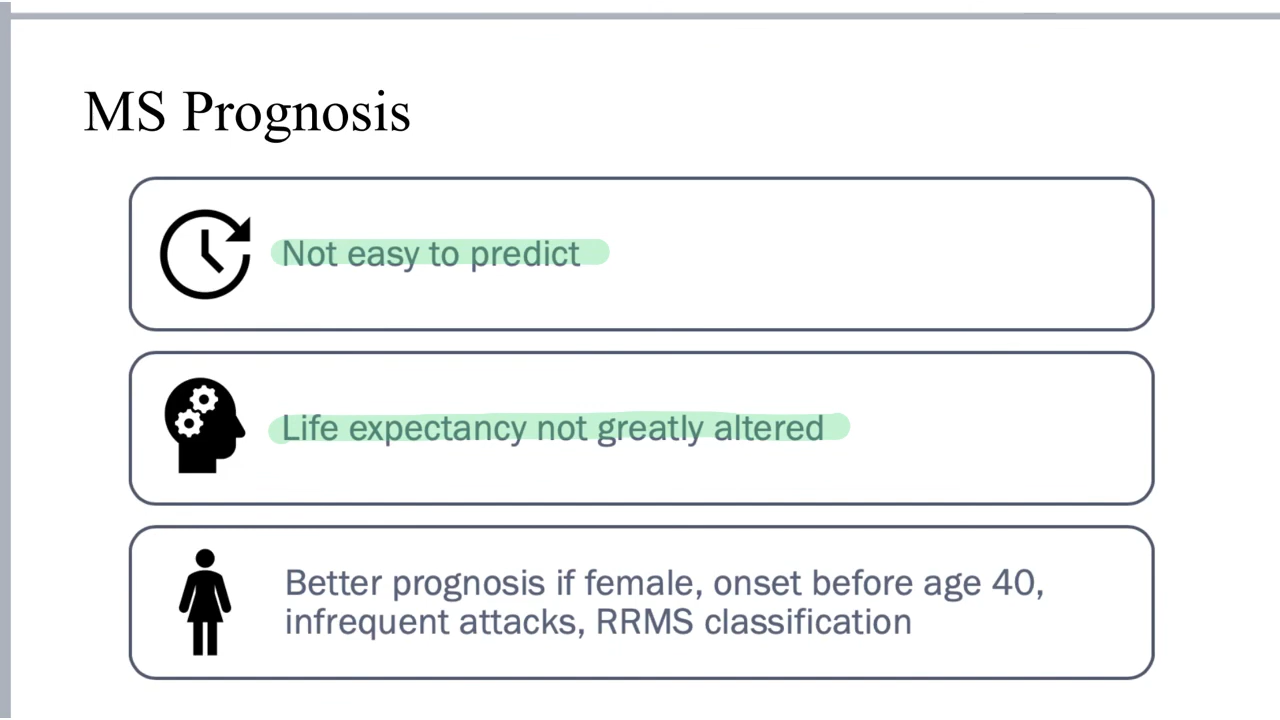 MS Prognosis
Not easy to predict
Life expectancy not greatly altered
Better prognosis if female, onset before age 40,
infrequent attacks, RRMS classification